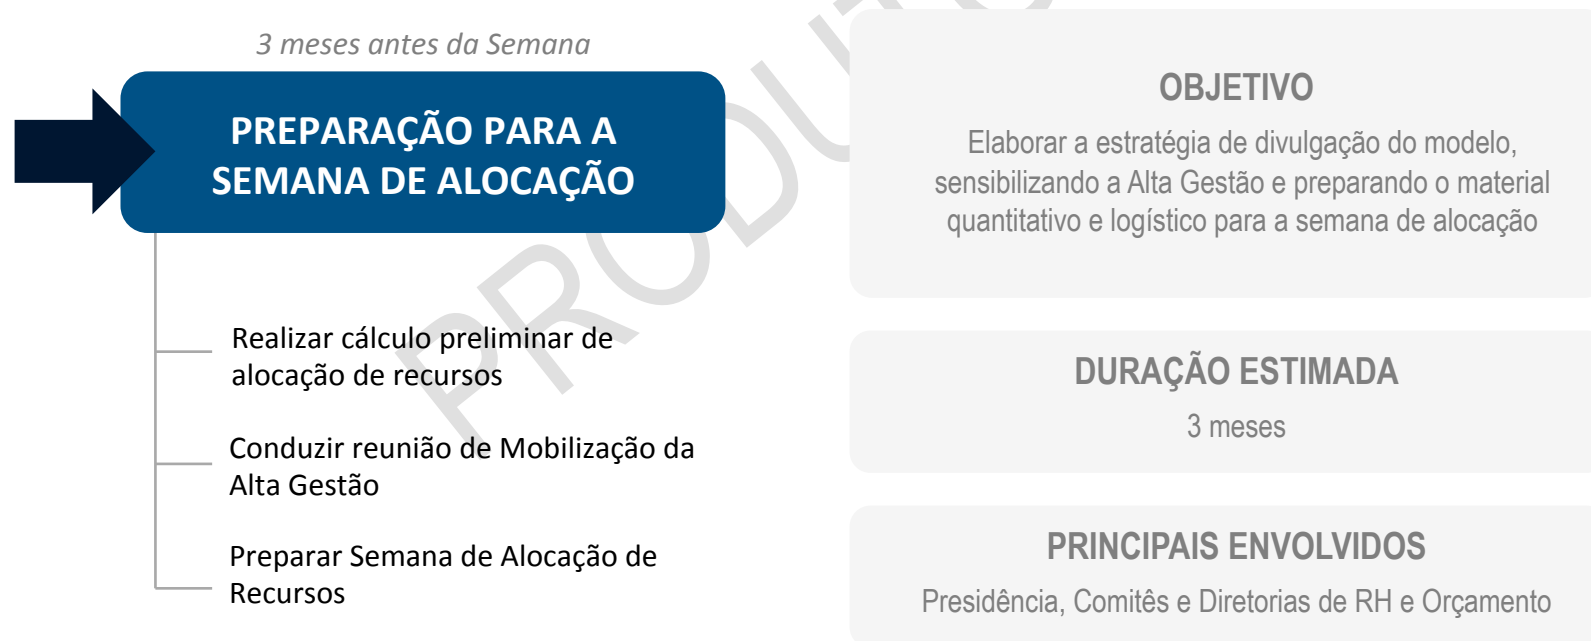 3 meses antes da Semana
PREPARAÇÃO PARA A
SEMANA DE ALOCAÇÃO
Realizar cálculo preliminar de
alocação de recursos
Conduzir reunião de Mobilização da
Alta Gestão
Preparar Semana de Alocação de
Recursos
OBJETIVO
Elaborar a estratégia de divulgação do modelo,
sensibilizando a Alta Gestão e preparando o material
quantitativo e logístico para a semana de alocação
DURAÇÃO ESTIMADA
3 meses
PRINCIPAIS ENVOLVIDOS
Presidência, Comitês e Diretorias de RH e Orçamento